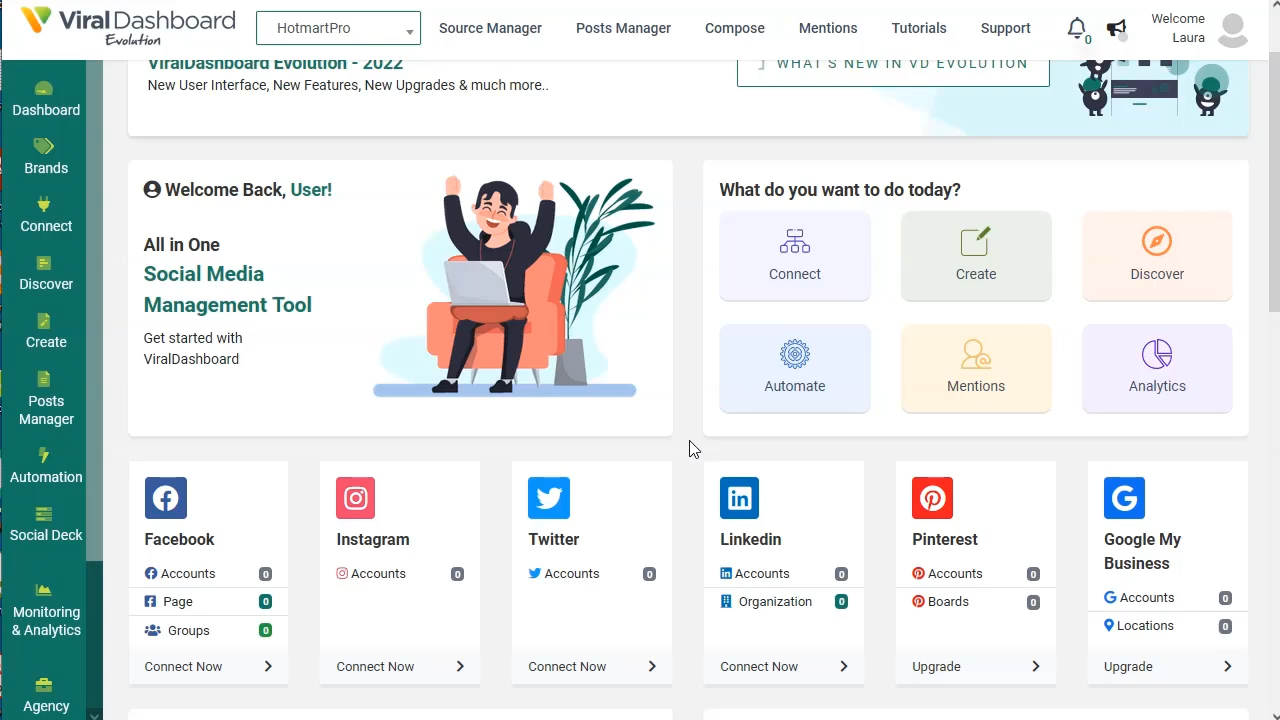 ViralDashboard
Evolution
HotmartPro
Source Manager
Posts Manager
Compose
Mentions
Tutorials
Support
0
Welcome
Laura
Dashboard
Brands
Connect
Discover
Create
Posts
Manager
Automation
Social Deck
Monitoring
& Analytics
Agency
ViralDashboard Evolution - 2022
New User Interface, New Features, New Upgrades & much more..
WHAT'S NEW IN VD EVOLUTION
Welcome Back, User!
All in One
Social Media
Management Tool
Get started with
ViralDashboard
What do you want to do today?
Connect
Create
Discover
Automate
Mentions
Analytics
Facebook
Accounts 0
Page 0
Groups 0
Connect Now
Instagram
Accounts 0
Connect Now
Twitter
Accounts 0
Connect Now
Linkedin
Accounts 0
Organization 0
Connect Now
Pinterest
Accounts 0
Boards 0
Upgrade
Google My
Business
Accounts 0
Locations 0
Upgrade